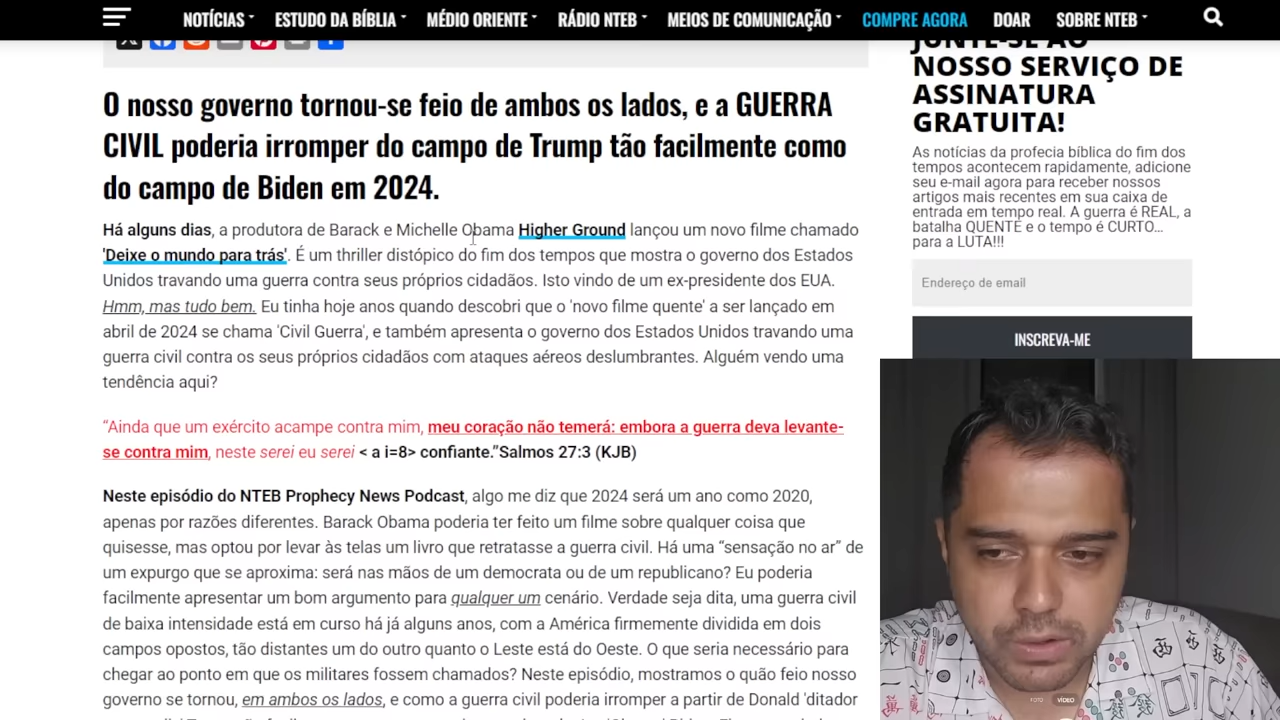 NOTÍCIAS ESTUDO DA BÍBLIA MÉDIO ORIENTE RÁDIO NTEB MEIOS DE COMUNICAÇÃO COMPRE AGORA DOAR SOBRE NTEB
O nosso governo tornou-se feio de ambos os lados, e a GUERRA
CIVIL poderia irromper do campo de Trump tão facilmente como
do campo de Biden em 2024.
Há alguns dias, a produtora de Barack e Michelle Obama Higher Ground lançou um novo filme chamado
'Deixe o mundo para trás'. É um thriller distópico do fim dos tempos que mostra o governo dos Estados
Unidos travando uma guerra contra seus próprios cidadãos. Isto vindo de um ex-presidente dos EUA.
Hmm, mas tudo bem. Eu tinha hoje anos quando descobri que o 'novo filme quente' a ser lançado em
abril de 2024 se chama 'Civil Guerra', e também apresenta o governo dos Estados Unidos travando uma
guerra civil contra os seus próprios cidadãos com ataques aéreos deslumbrantes. Alguém vendo uma
tendência aqui?
“Ainda que um exército acampe contra mim, meu coração não temerá: embora a guerra deva levante-
se contra mim, neste serei eu serei < a i=8> confiante.”Salmos 27:3 (KJB)
Neste episódio do NTEB Prophecy News Podcast, algo me diz que 2024 será um ano como 2020,
apenas por razões diferentes. Barack Obama poderia ter feito um filme sobre qualquer coisa que
quisesse, mas optou por levar às telas um livro que retratasse a guerra civil. Há uma “sensação no ar” de
um expurgo que se aproxima: será nas mãos de um democrata ou de um republicano? Eu poderia
facilmente apresentar um bom argumento para qualquer um cenário. Verdade seja dita, uma guerra civil
de baixa intensidade está em curso há já alguns anos, com a América firmemente dividida em dois
campos opostos, tão distantes um do outro quanto o Leste está do Oeste. O que seria necessário para
chegar ao ponto em que os militares fossem chamados? Neste episódio, mostramos o quão feio nosso
governo se tornou, em ambos os lados, e como a guerra civil poderia irromper a partir de Donald 'ditador
JUNTE-SE AO
NOSSO SERVIÇO DE
ASSINATURA
GRATUITA!
As notícias da profecia bíblica do fim dos
tempos acontecem rapidamente, adicione
seu e-mail agora para receber nossos
artigos mais recentes em sua caixa de
entrada em tempo real. A guerra é REAL, a
batalha QUENTE e o tempo é CURTO…
para a LUTA!!!
Endereço de email
INSCREVA-ME
FOTO VÍDEO